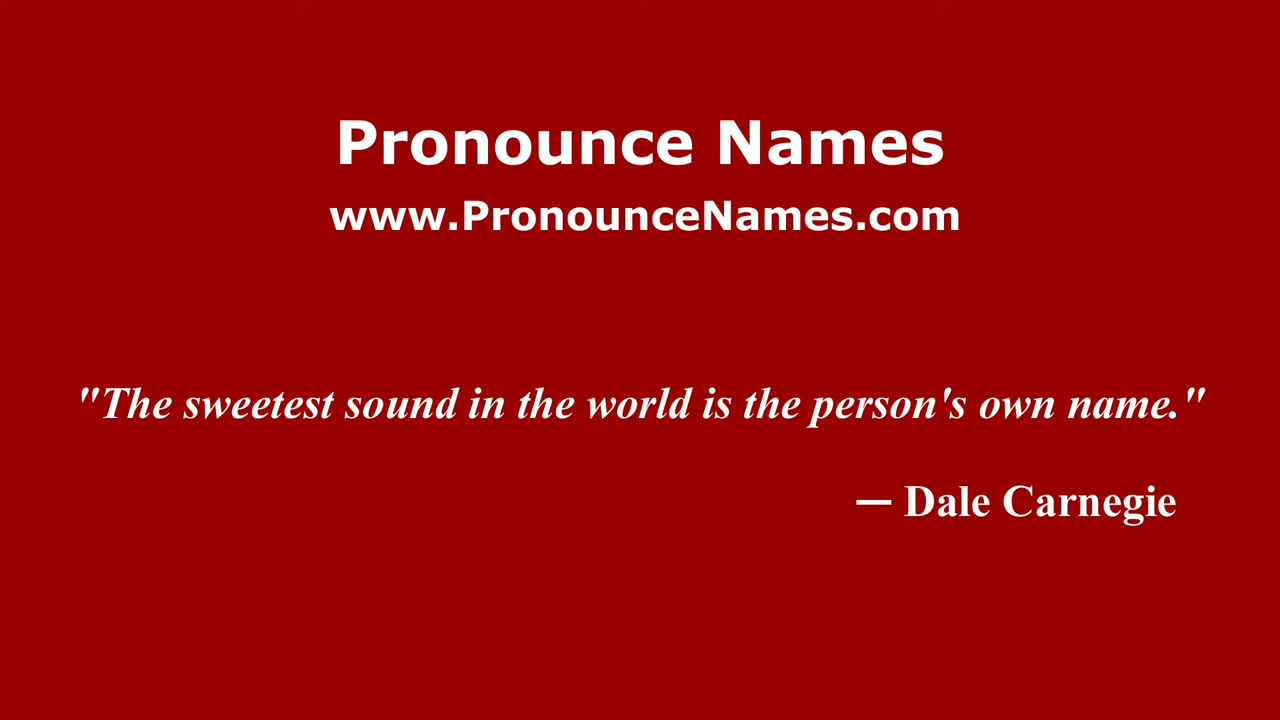 Pronounce Names
www.PronounceNames.com
"The sweetest sound in the world is the person's own name."
— Dale Carnegie